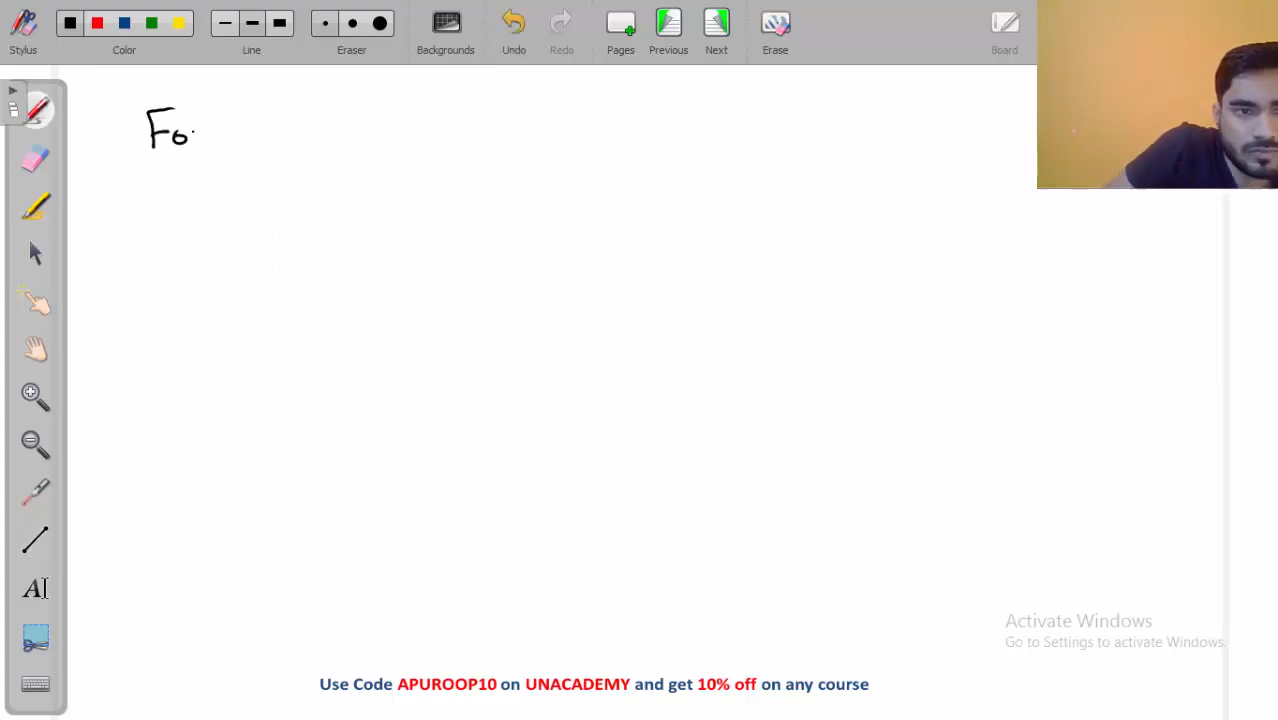 Stylus
Color
Line
Eraser
Backgrounds
Undo
Redo
Pages
Previous
Next
Erase
Board
Fo
A
Activate Windows
Go to Settings to activate Windows.
Use Code APUROOP10 on UNACADEMY and get 10% off on any course